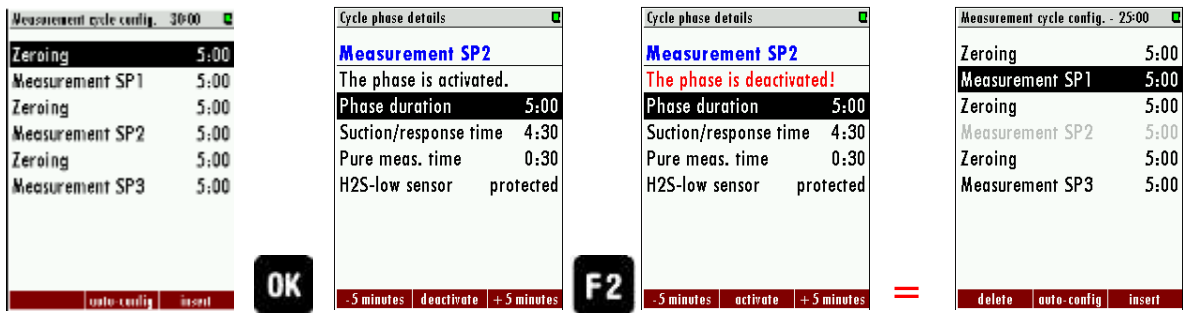 Measurement cycle config. 30:00
Zeroing 5:00
Measurement SP1 5:00
Zeroing 5:00
Measurement SP2 5:00
Zeroing 5:00
Measurement SP3 5:00
auto-config insert
OK
Cycle phase details
Measurement SP2
The phase is activated.
Phase duration 5:00
Suction/response time 4:30
Pure meas. time 0:30
H2S-low sensor protected
-5 minutes deactivate +5 minutes
F2
Cycle phase details
Measurement SP2
The phase is deactivated!
Phase duration 5:00
Suction/response time 4:30
Pure meas. time 0:30
H2S-low sensor protected
-5 minutes activate +5 minutes
=
Measurement cycle config. - 25:00
Zeroing 5:00
Measurement SP1 5:00
Zeroing 5:00
Measurement SP2 5:00
Zeroing 5:00
Measurement SP3 5:00
delete auto-config insert